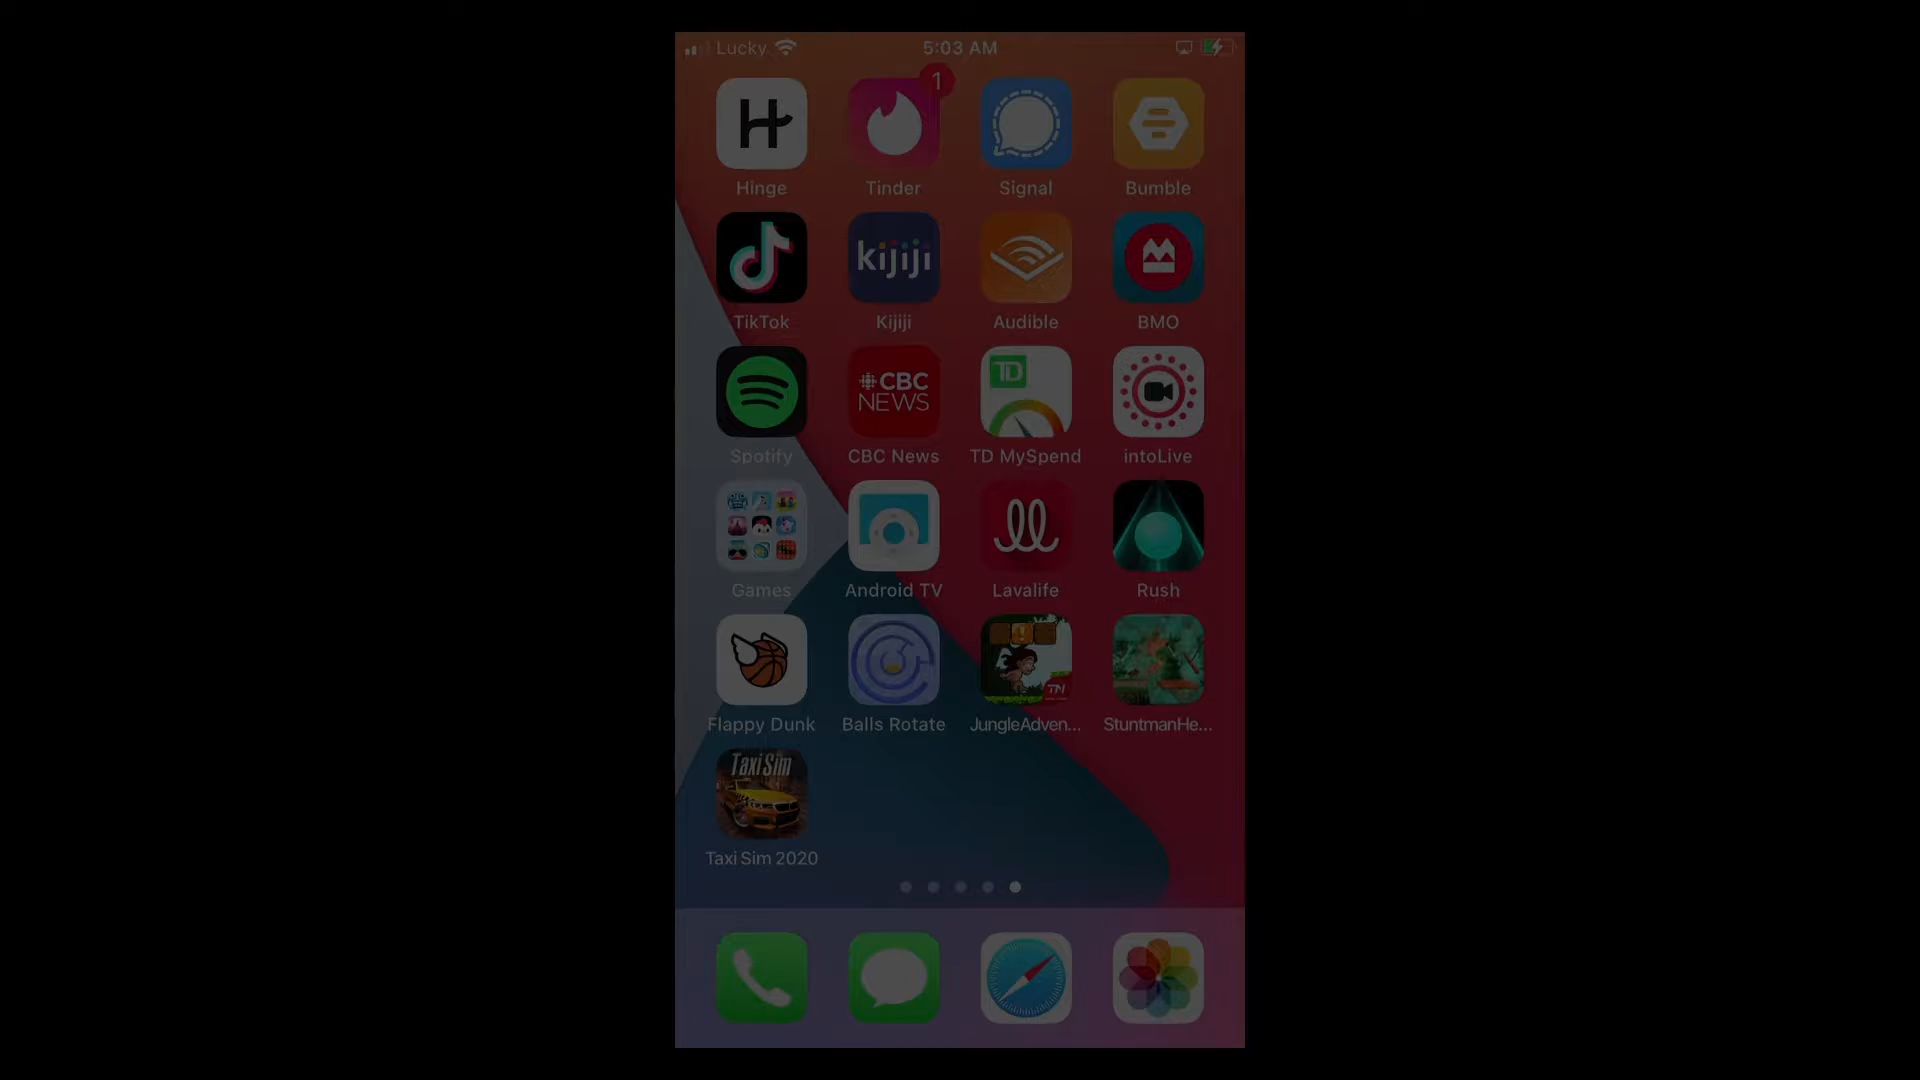 Lucky 5:03 AM
1
Hinge Tinder Signal Bumble
kijiji
TikTok Kijiji Audible BMO
CBC NEWS TD
Spotify CBC News TD MySpend intoLive
Games Android TV Lavalife Rush
TN
Flappy Dunk Balls Rotate JungleAdven... StuntmanHe...
Taxi Sim
Taxi Sim 2020